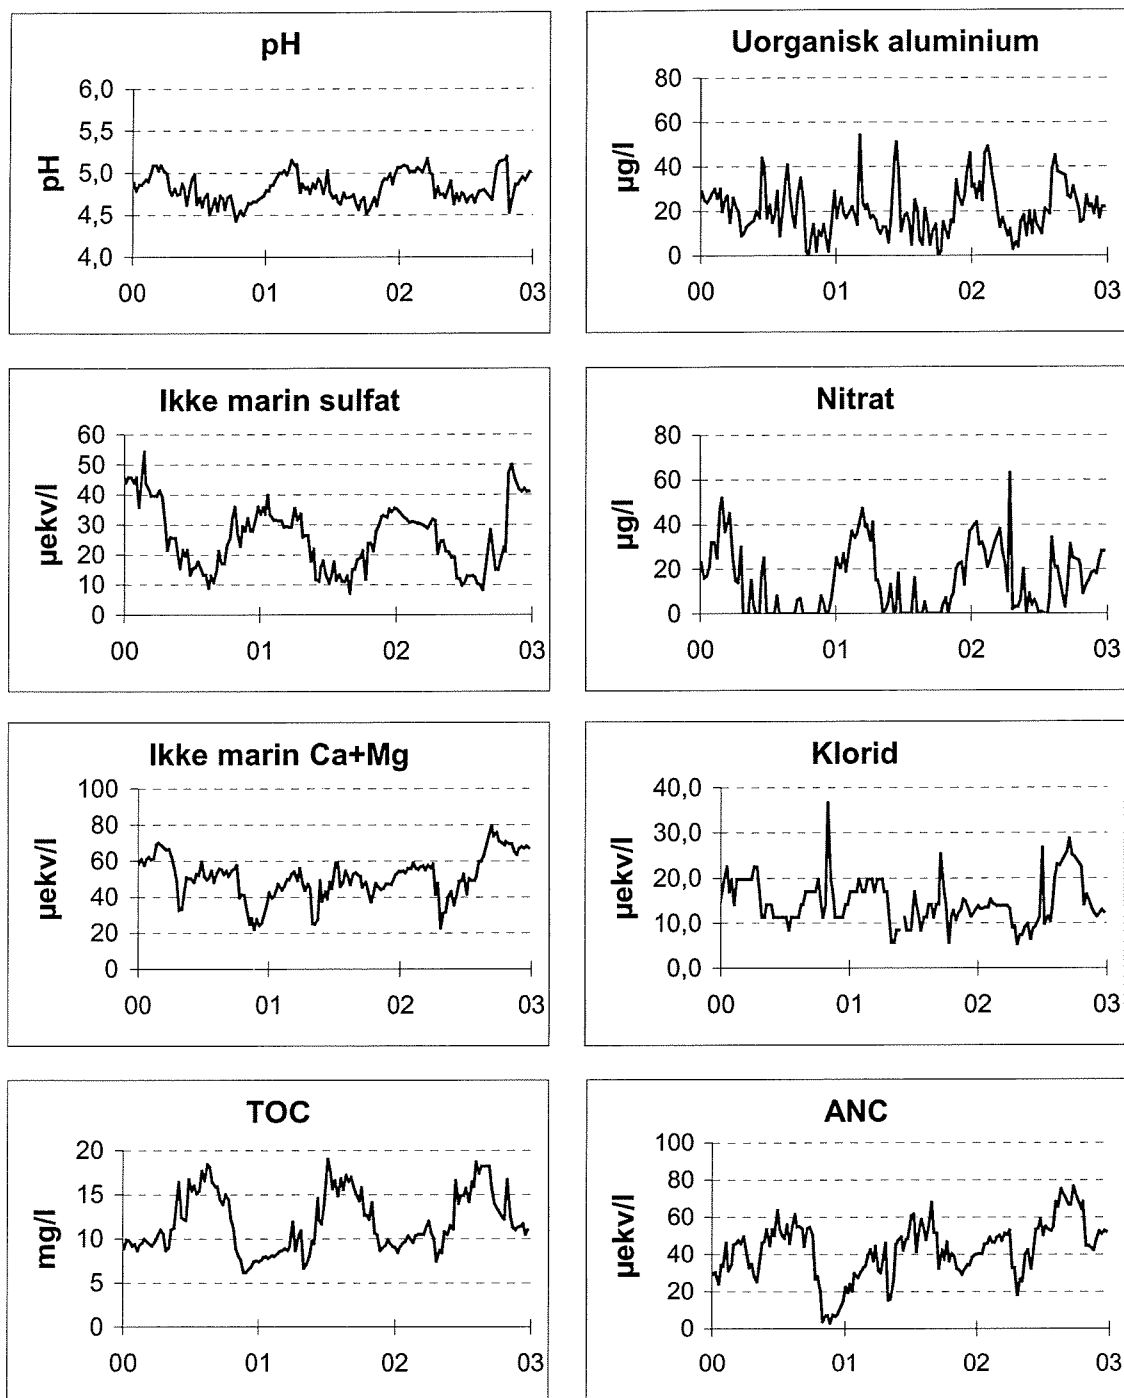 pH
6,0
5,5
5,0
4,5
4,0
pH
00 01 02 03
Uorganisk aluminium
80
60
40
20
0
µg/l
00 01 02 03
Ikke marin sulfat
60
50
40
30
20
10
0
µekv/l
00 01 02 03
Nitrat
80
60
40
20
0
µg/l
00 01 02 03
Ikke marin Ca+Mg
100
80
60
40
20
0
µekv/l
00 01 02 03
Klorid
40,0
30,0
20,0
10,0
0,0
µekv/l
00 01 02 03
TOC
20
15
10
5
0
mg/l
00 01 02 03
ANC
100
80
60
40
20
0
µekv/l
00 01 02 03